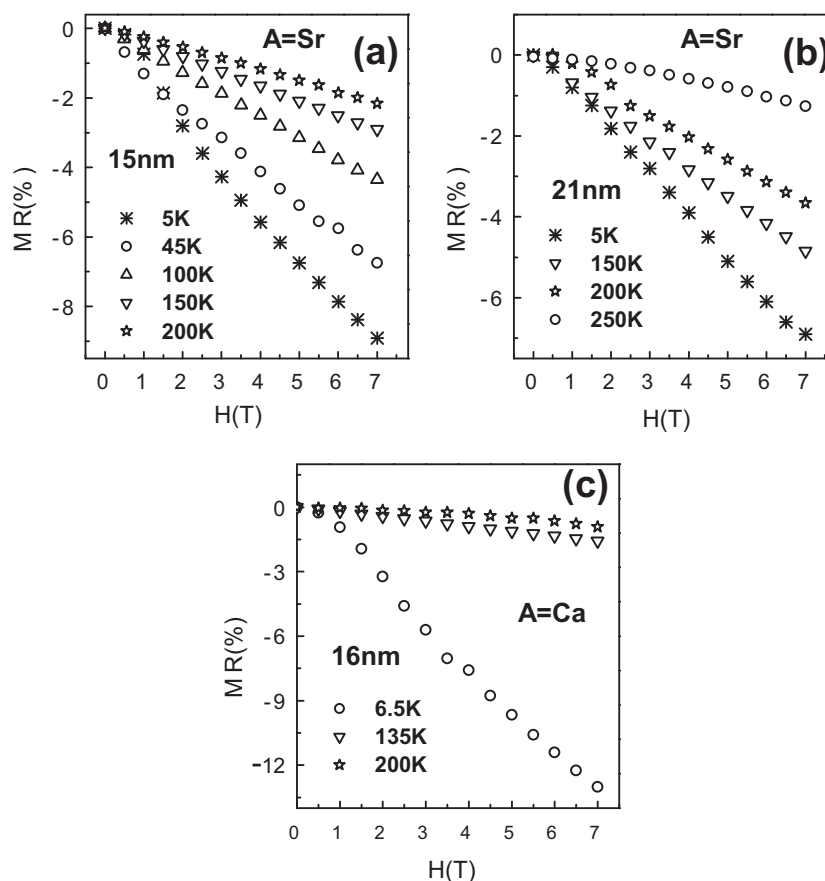 A=Sr
(a)
0
-2
-4
-6
-8
MR(%)
15nm
5K
45K
100K
150K
200K
0 1 2 3 4 5 6 7
H(T)
A=Sr
(b)
0
-2
-4
-6
MR(%)
21nm
5K
150K
200K
250K
0 1 2 3 4 5 6 7
H(T)
(c)
0
-3
-6
-9
-12
MR(%)
A=Ca
16nm
6.5K
135K
200K
0 1 2 3 4 5 6 7
H(T)